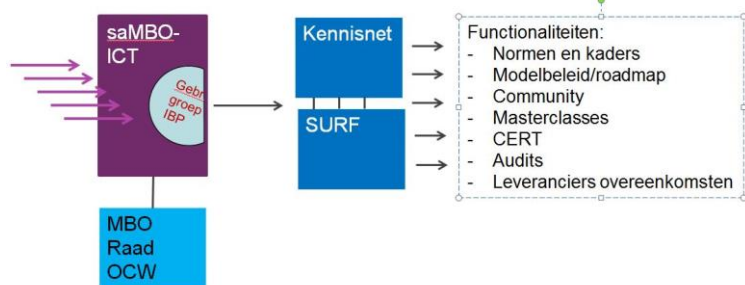 saMBO-
ICT
Gebr
groep
IBP
MBO
Raad
OCW
Kennisnet
SURF
Functionaliteiten:
- Normen en kaders
- Modelbeleid/roadmap
- Community
- Masterclasses
- CERT
- Audits
- Leveranciers overeenkomsten